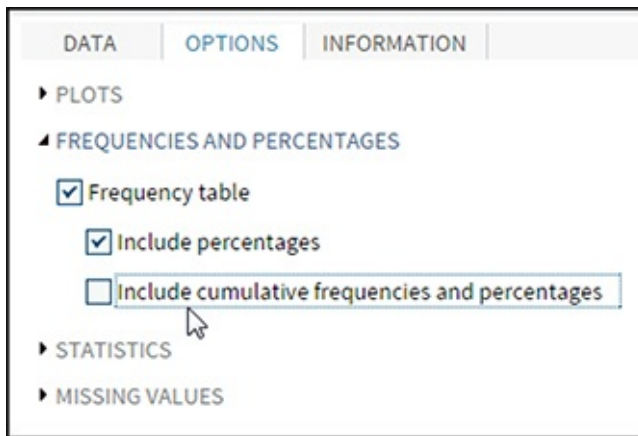 DATA OPTIONS INFORMATION
PLOTS
FREQUENCIES AND PERCENTAGES
Frequency table
Include percentages
Include cumulative frequencies and percentages
STATISTICS
MISSING VALUES